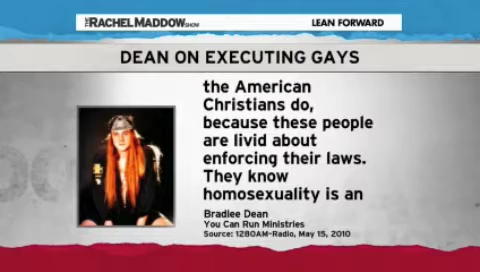 THE RACHEL MADDOW SHOW LEAN FORWARD
DEAN ON EXECUTING GAYS
the American
Christians do,
because these people
are livid about
enforcing their laws.
They know
homosexuality is an
Bradlee Dean
You Can Run Ministries
Source: 1280AM-Radio, May 15, 2010